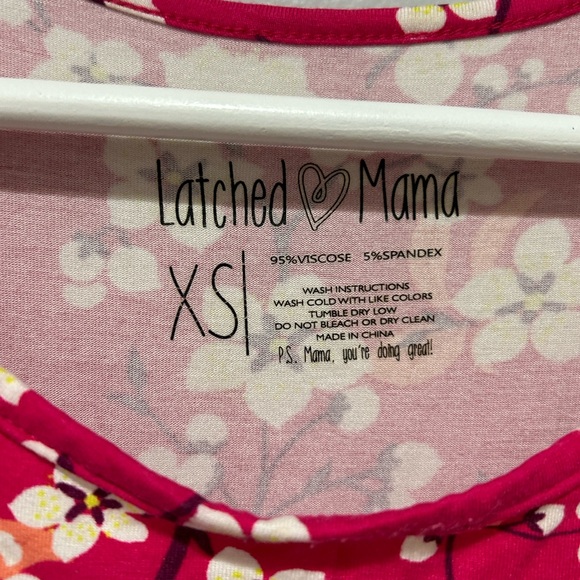 Latched Mama
XS
95%VISCOSE 5%SPANDEX
WASH INSTRUCTIONS
WASH COLD WITH LIKE COLORS
TUMBLE DRY LOW
DO NOT BLEACH OR DRY CLEAN
MADE IN CHINA
P.S. Mama, you're doing great!